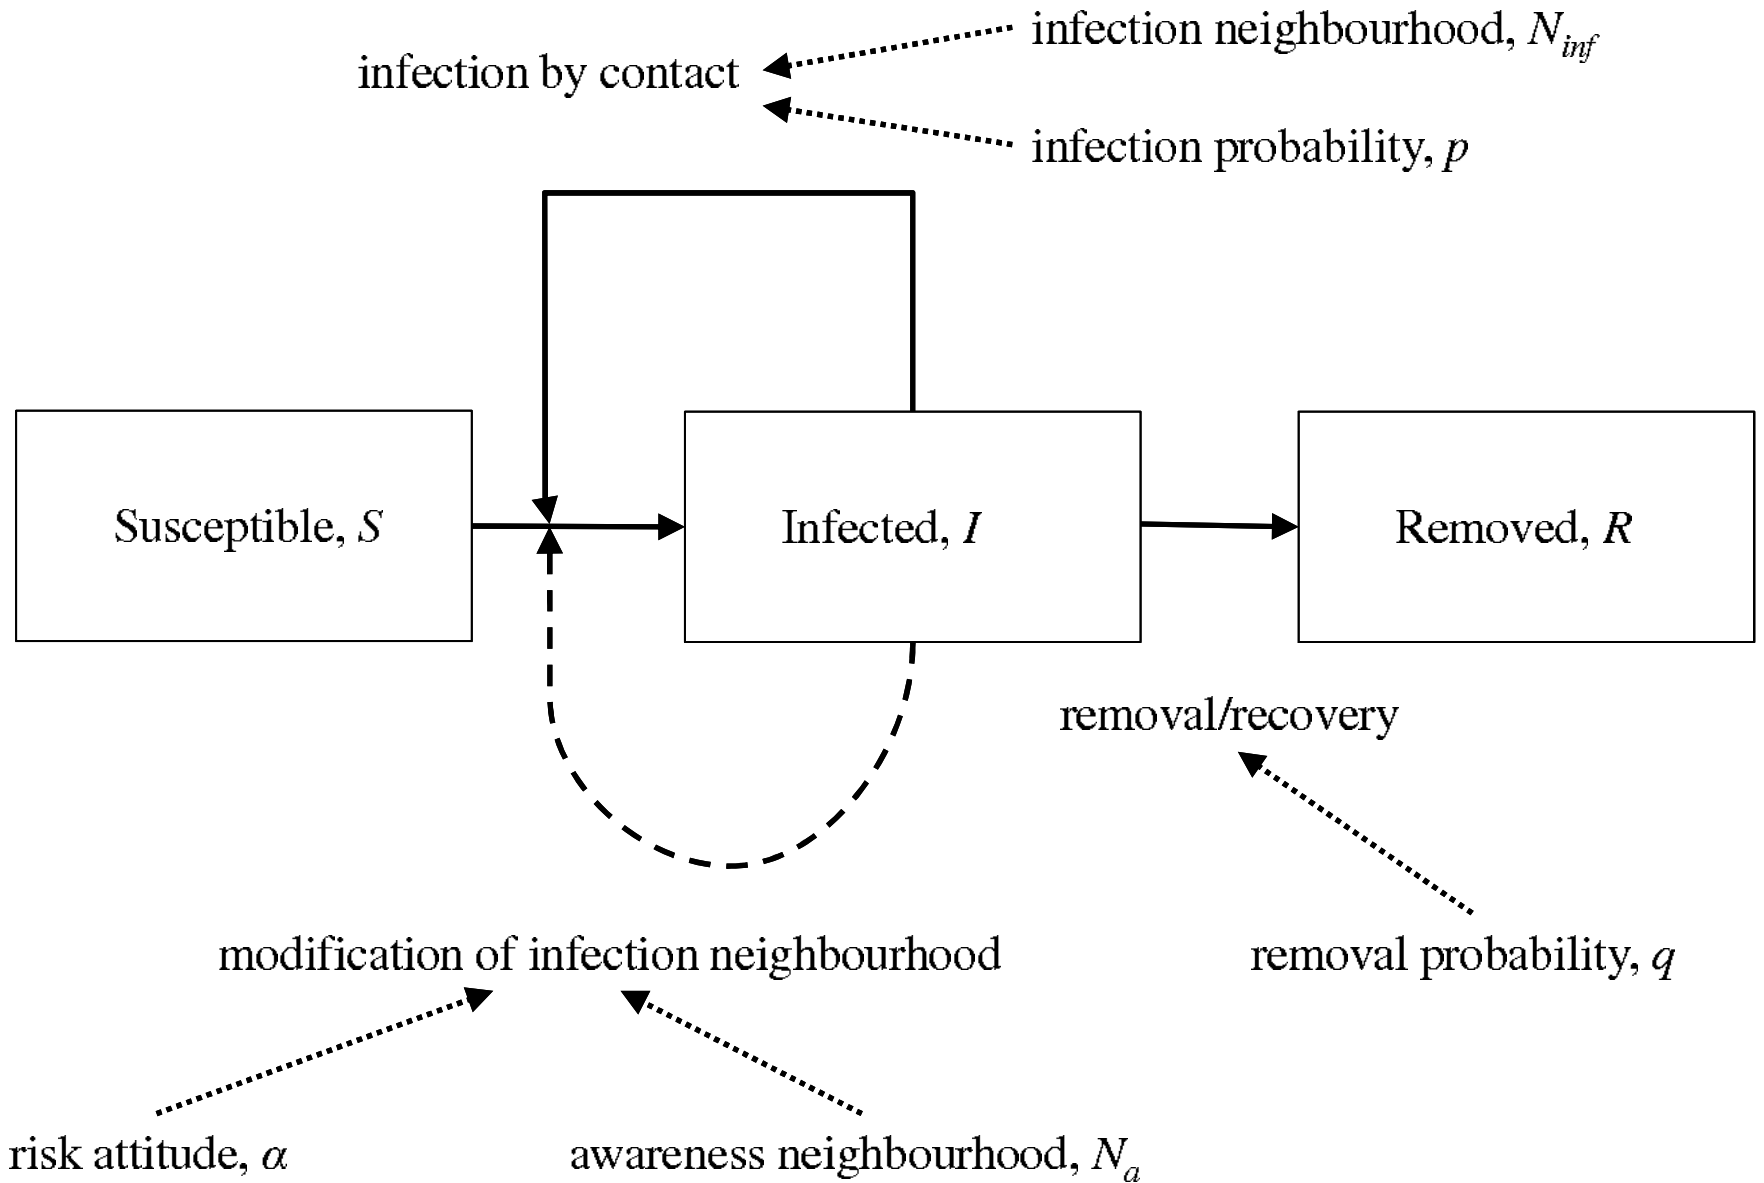 infection neighbourhood, N_inf
infection by contact
infection probability, p
Susceptible, S
Infected, I
Removed, R
removal/recovery
modification of infection neighbourhood
removal probability, q
risk attitude, α
awareness neighbourhood, N_a